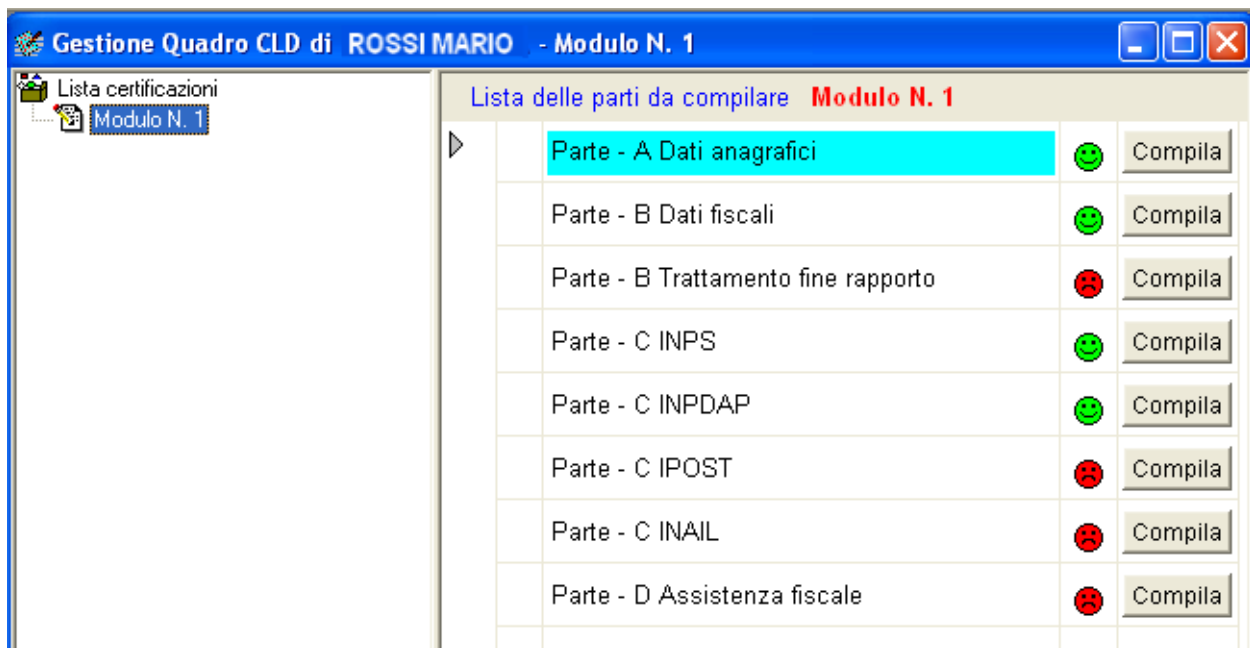 Gestione Quadro CLD di ROSSI MARIO - Modulo N. 1
Lista certificazioni
Modulo N. 1
Lista delle parti da compilare Modulo N. 1
Parte - A Dati anagrafici Compila
Parte - B Dati fiscali Compila
Parte - B Trattamento fine rapporto Compila
Parte - C INPS Compila
Parte - C INPDAP Compila
Parte - C IPOST Compila
Parte - C INAIL Compila
Parte - D Assistenza fiscale Compila